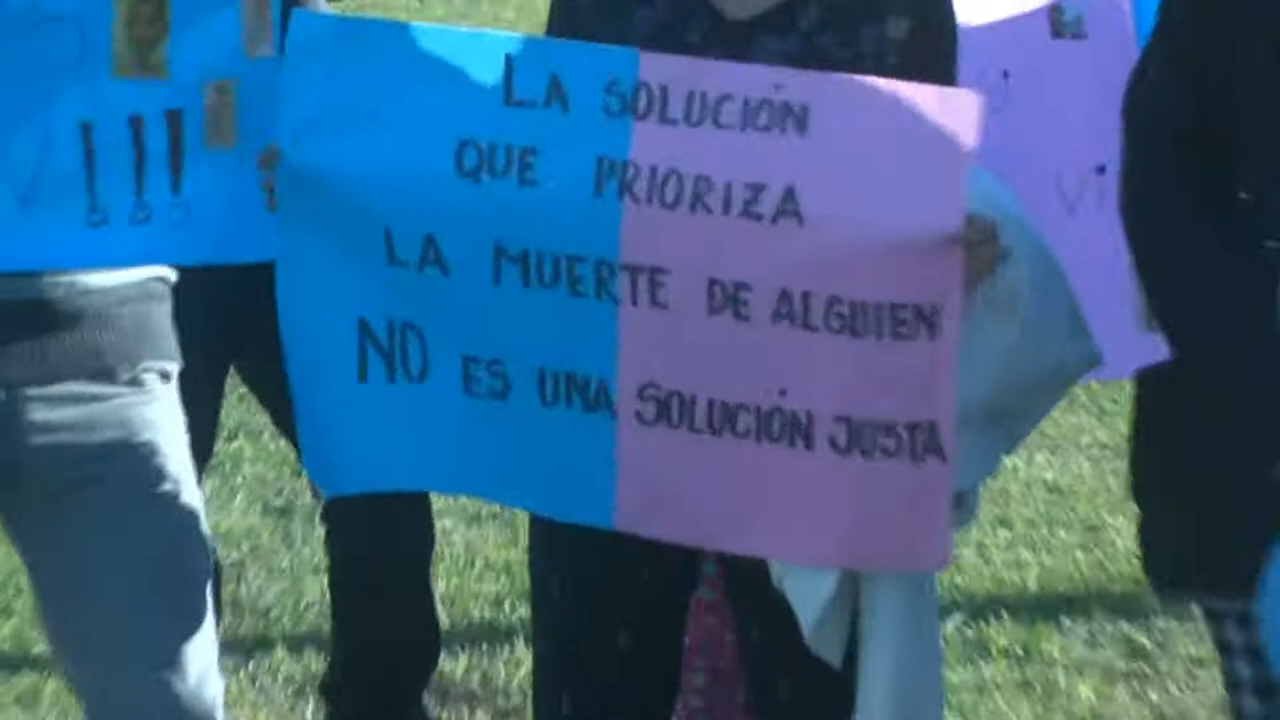 !!!
LA SOLUCIÓN
QUE PRIORIZA
LA MUERTE DE ALGUIEN
NO ES UNA SOLUCIÓN JUSTA